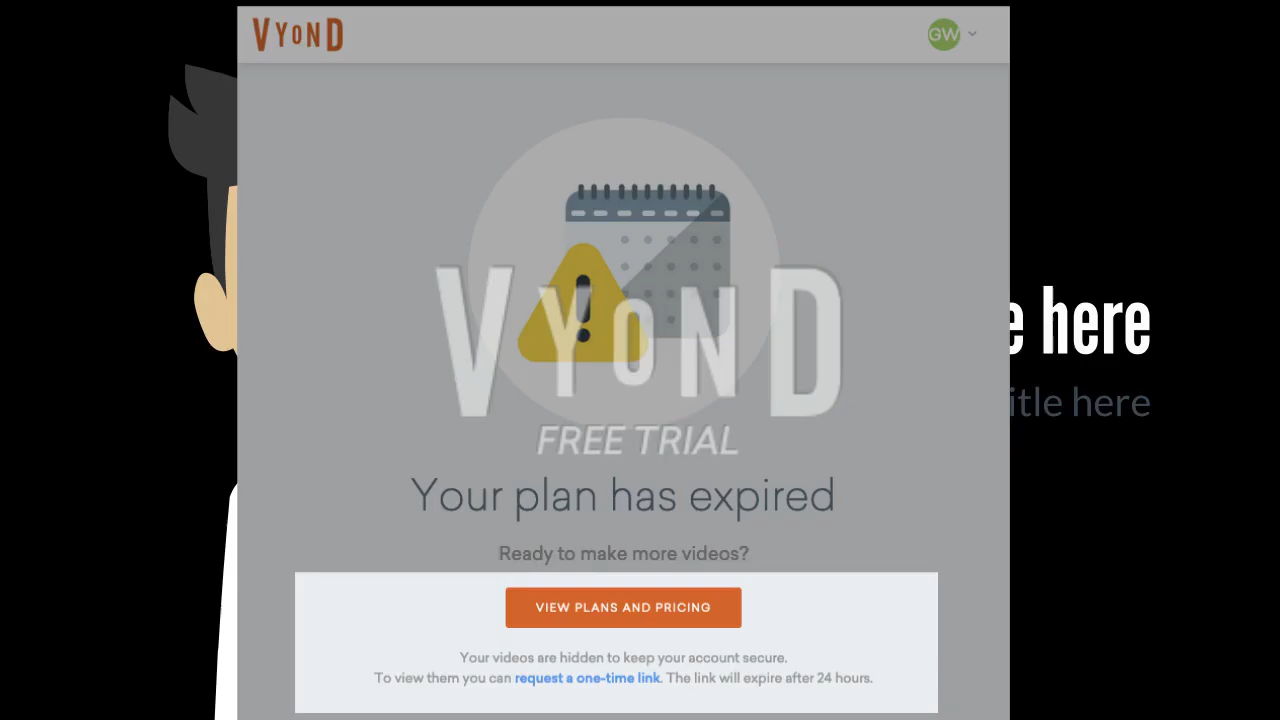 VYOND
GW
e here
itle here
VYOND
FREE TRIAL
Your plan has expired
Ready to make more videos?
VIEW PLANS AND PRICING
Your videos are hidden to keep your account secure.
To view them you can request a one-time link. The link will expire after 24 hours.